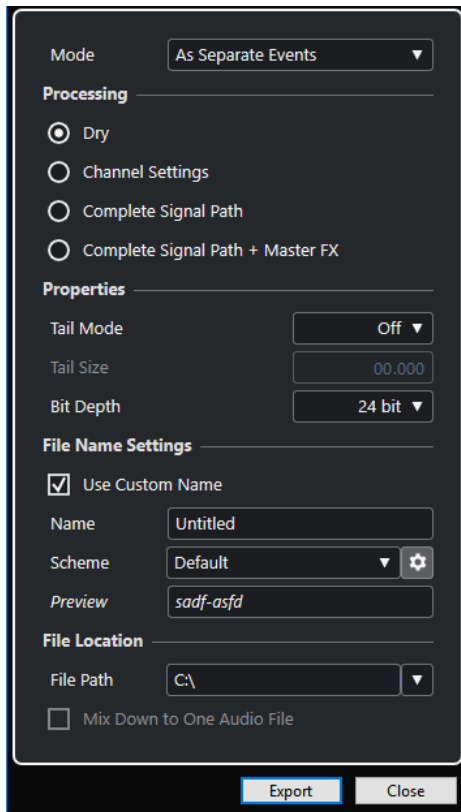 Mode As Separate Events
Processing
Dry
Channel Settings
Complete Signal Path
Complete Signal Path + Master FX
Properties
Tail Mode Off
Tail Size 00.000
Bit Depth 24 bit
File Name Settings
Use Custom Name
Name Untitled
Scheme Default
Preview sadf-asfd
File Location
File Path C:\
Mix Down to One Audio File
Export Close